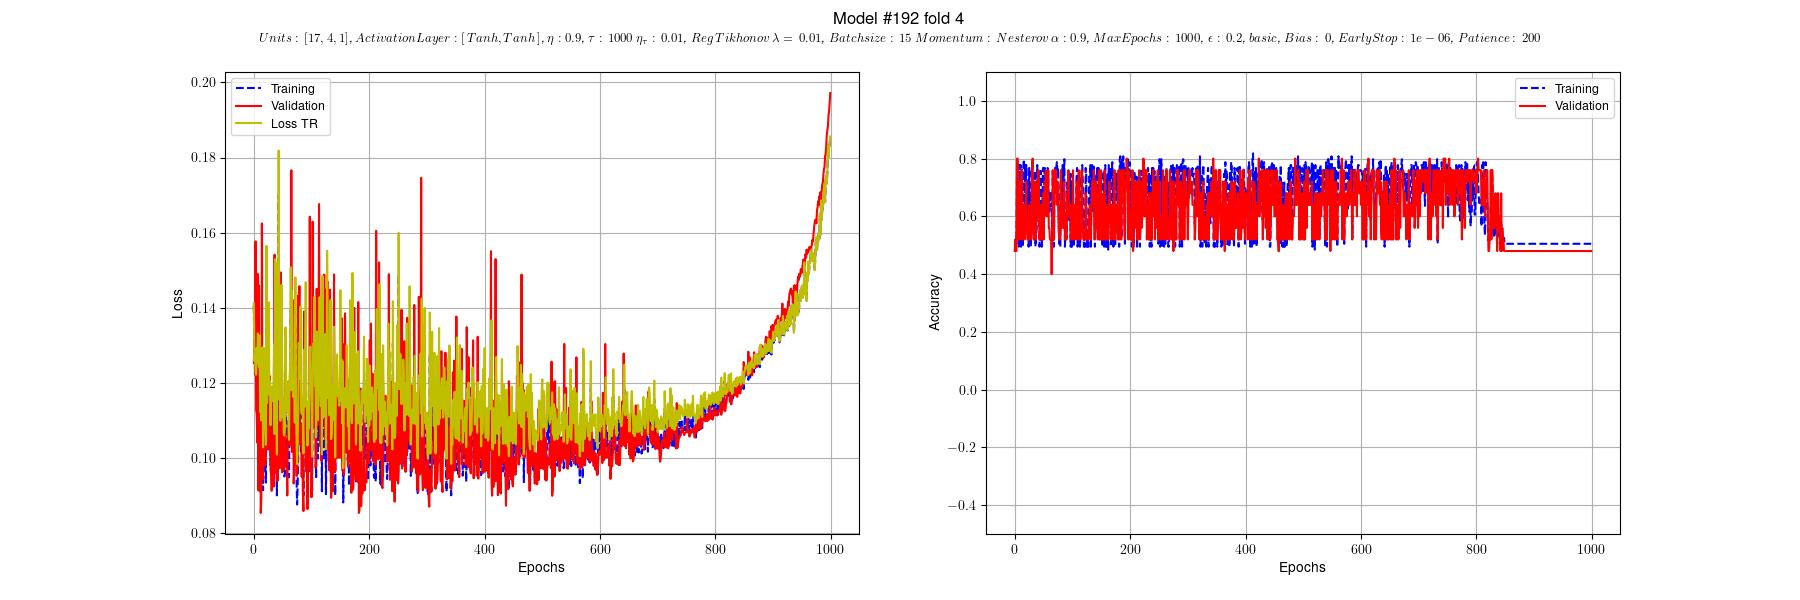 Model #192 fold 4
Units : [17, 4, 1], ActivationLayer : [Tanh, Tanh], η : 0.9, τ : 1000 ητ : 0.01, RegTikhonov λ = 0.01, Batchsize : 15 Momentum : Nesterov α : 0.9, MaxEpochs : 1000, ϵ : 0.2, basic, Bias : 0, EarlyStop : 1e − 06, Patience : 200
Training
Validation
Loss TR
0.20
0.18
0.16
0.14
0.12
0.10
0.08
Loss
0 200 400 600 800 1000
Epochs
Training
Validation
1.0
0.8
0.6
0.4
0.2
0.0
−0.2
−0.4
Accuracy
0 200 400 600 800 1000
Epochs